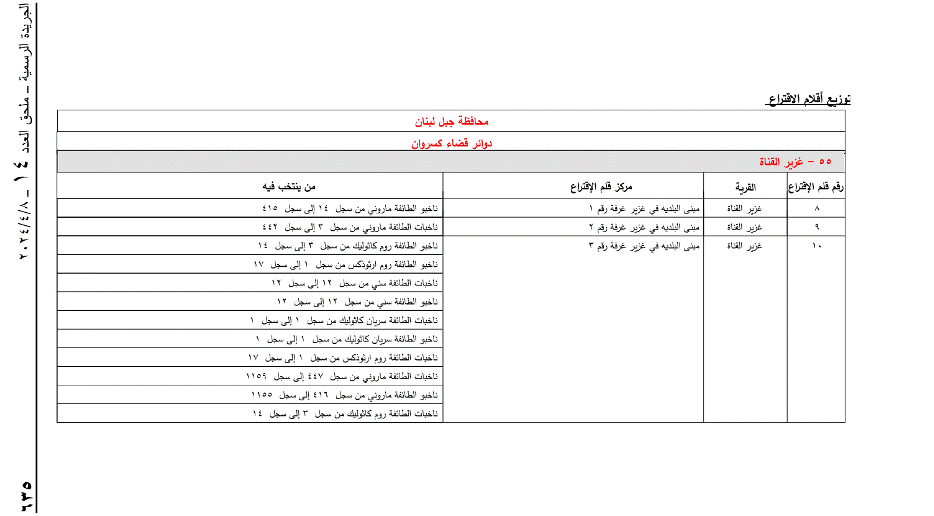 الجريدة الرسمية – ملحق العدد ١٤ – ٢٠٢٤/٤/٨
توزيع أقلام الاقتراع
محافظة جبل لبنان
دوائر قضاء كسروان
٥٥ - غزير القناة
رقم قلم الإقتراع القرية مركز قلم الإقتراع من ينتخب فيه
٨ غزير القناة مبنى البلديه في غزير غرفة رقم ١ ناخبو الطائفة ماروني من سجل ١٤ إلى سجل ٤١٥
٩ غزير القناة مبنى البلديه في غزير غرفة رقم ٢ ناخبات الطائفة ماروني من سجل ٣ إلى سجل ٤٤٢
١٠ غزير القناة مبنى البلديه في غزير غرفة رقم ٣ ناخبو الطائفة روم كاثوليك من سجل ٣ إلى سجل ١٤
ناخبو الطائفة روم ارثوذكس من سجل ١ إلى سجل ١٧
ناخبات الطائفة سني من سجل ١٢ إلى سجل ١٢
ناخبو الطائفة سني من سجل ١٢ إلى سجل ١٢
ناخبات الطائفة سريان كاثوليك من سجل ١ إلى سجل ١
ناخبو الطائفة سريان كاثوليك من سجل ١ إلى سجل ١
ناخبات الطائفة روم ارثوذكس من سجل ١ إلى سجل ١٧
ناخبات الطائفة ماروني من سجل ٤٤٧ إلى سجل ١١٥٩
ناخبو الطائفة ماروني من سجل ٤١٦ إلى سجل ١١٥٥
ناخبات الطائفة روم كاثوليك من سجل ٣ إلى سجل ١٤
٦٣٥